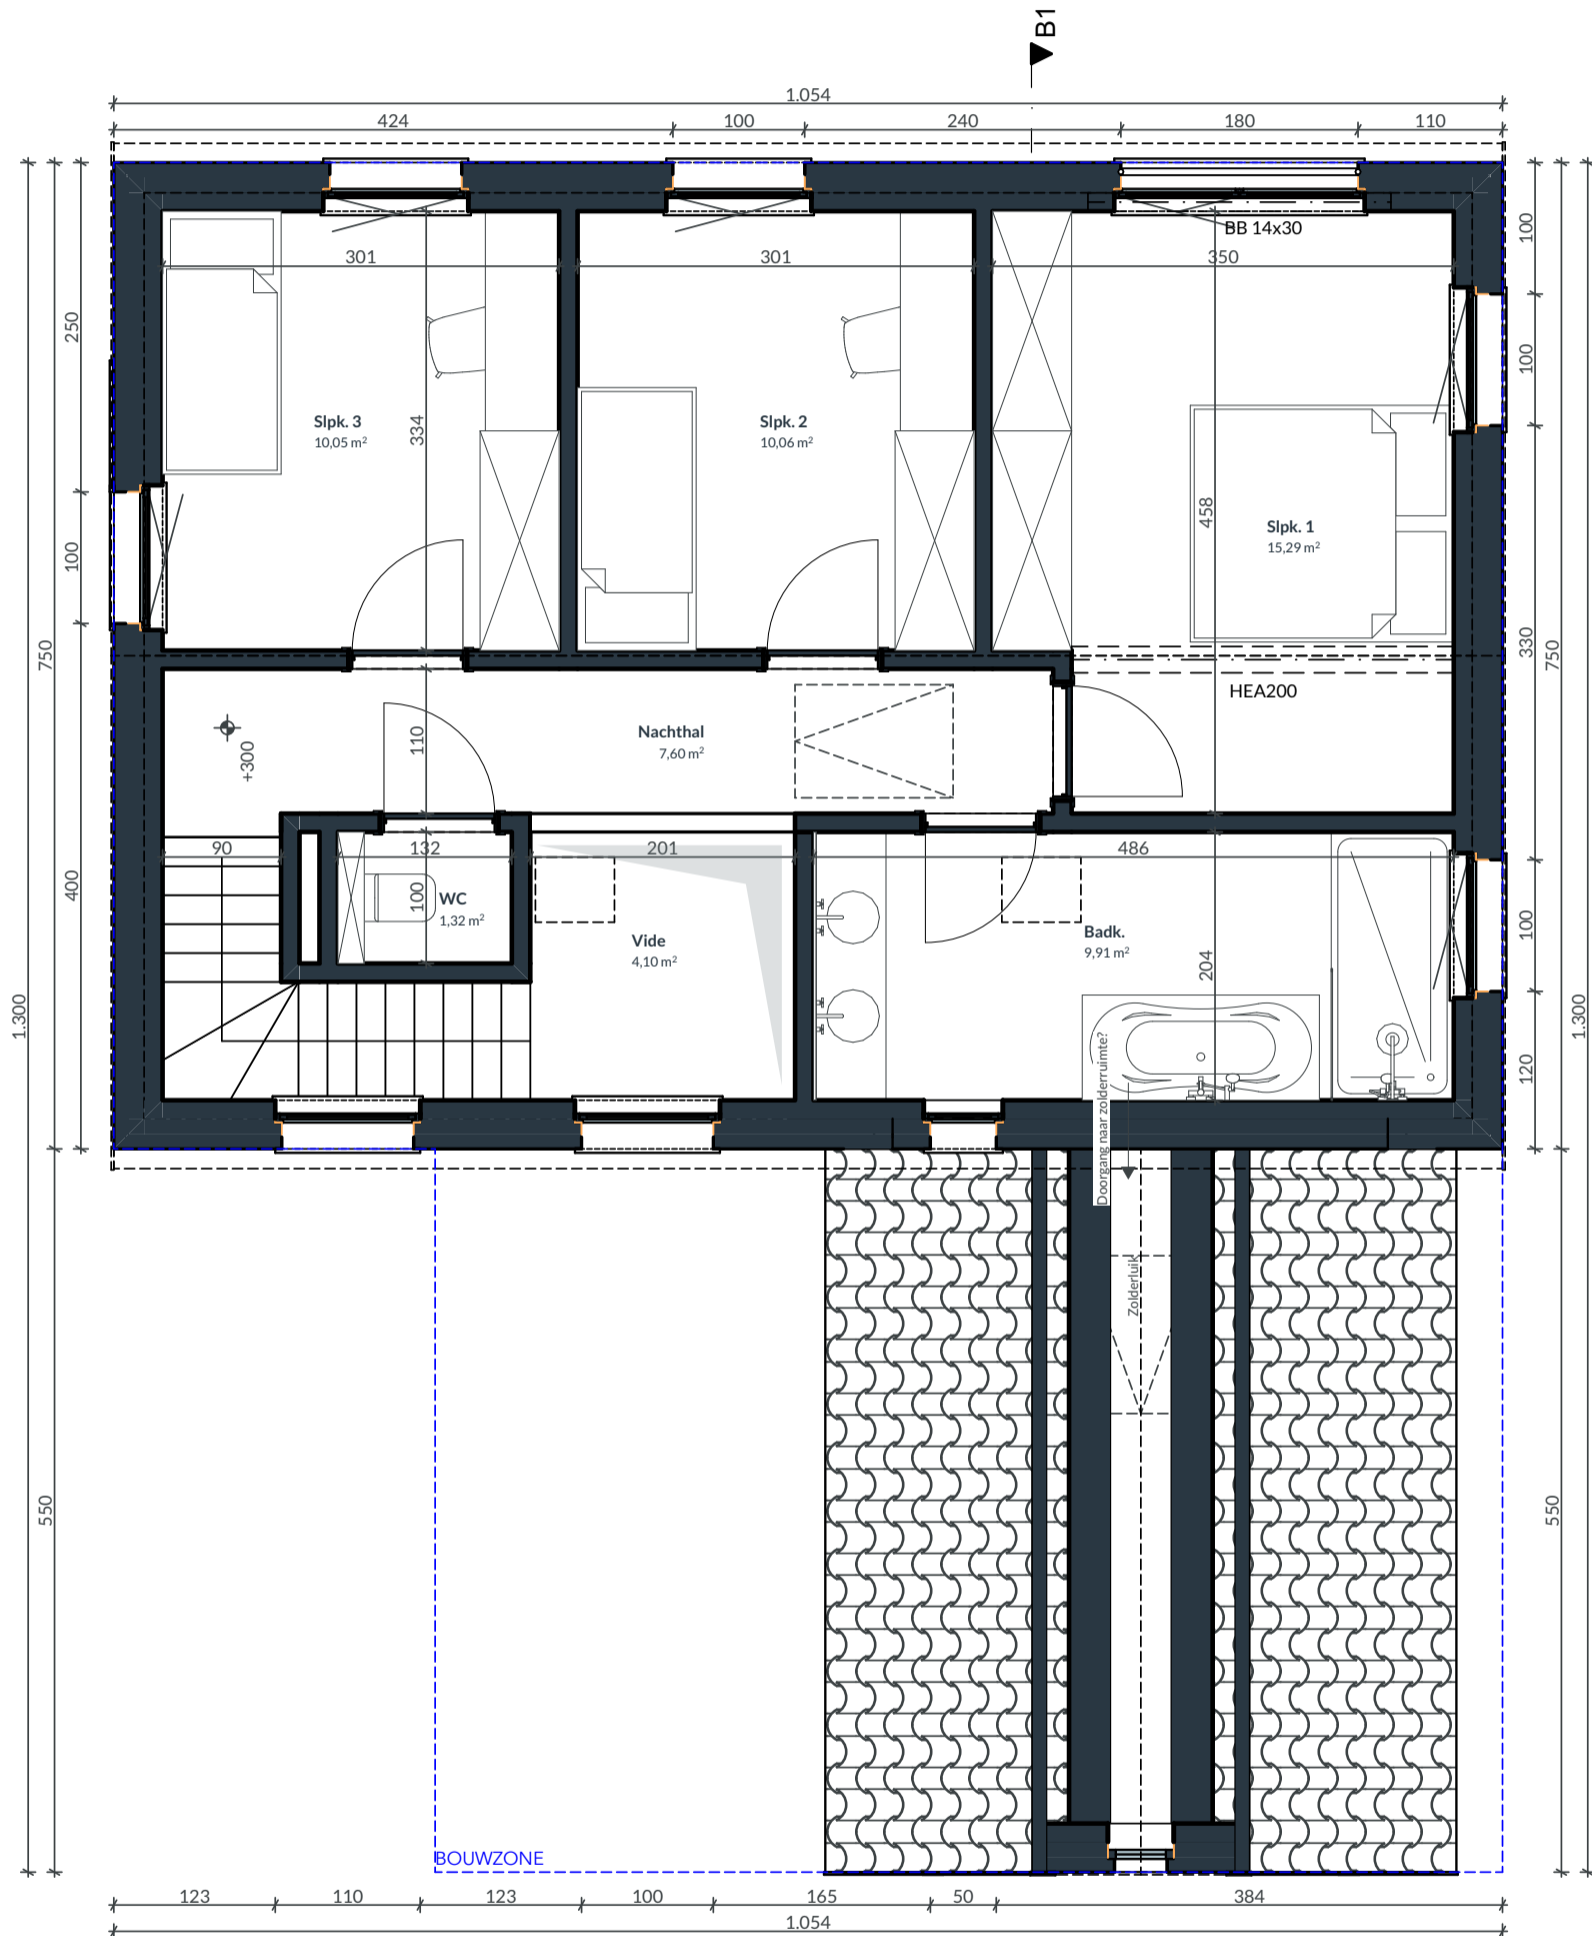 B1
1.054
424 100 240 180 110
BB 14x30
301 301 350
100
250
100
Slpk. 3
10,05 m²
334
Slpk. 2
10,06 m²
458
Slpk. 1
15,29 m²
100
750
330
750
HEA200
Nachthal
7,60 m²
110
+300
90 132 201 486
400
100
WC
1,32 m²
Vide
4,10 m²
Badk.
9,91 m²
204
100
1.300
1.300
120
Doorgang naar zolderruimte?
Zolderluik
550
550
BOUWZONE
123 110 123 100 165 50 384
1.054